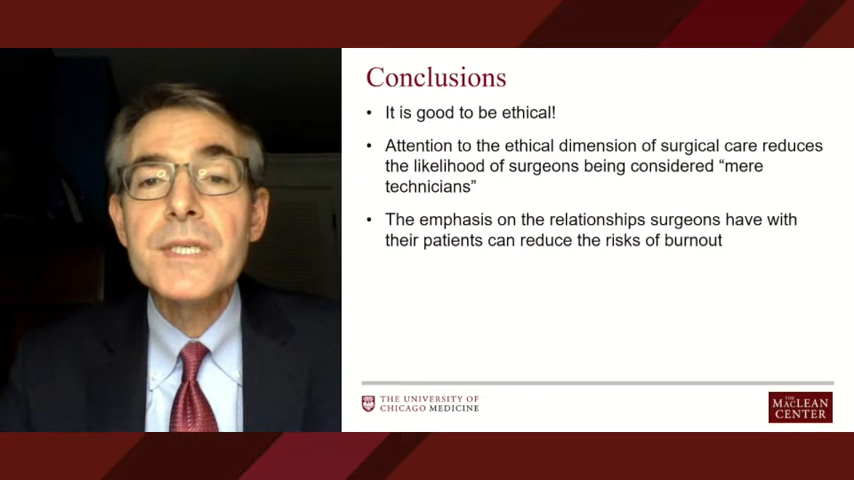 Conclusions
• It is good to be ethical!
• Attention to the ethical dimension of surgical care reduces
the likelihood of surgeons being considered “mere
technicians”
• The emphasis on the relationships surgeons have with
their patients can reduce the risks of burnout
THE UNIVERSITY OF
CHICAGO MEDICINE
THE
MACLEAN
CENTER